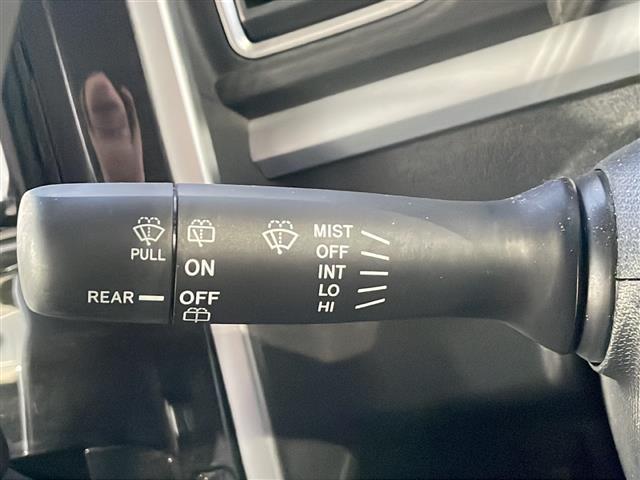 PULL
REAR
ON
OFF
MIST
OFF
INT
LO
HI